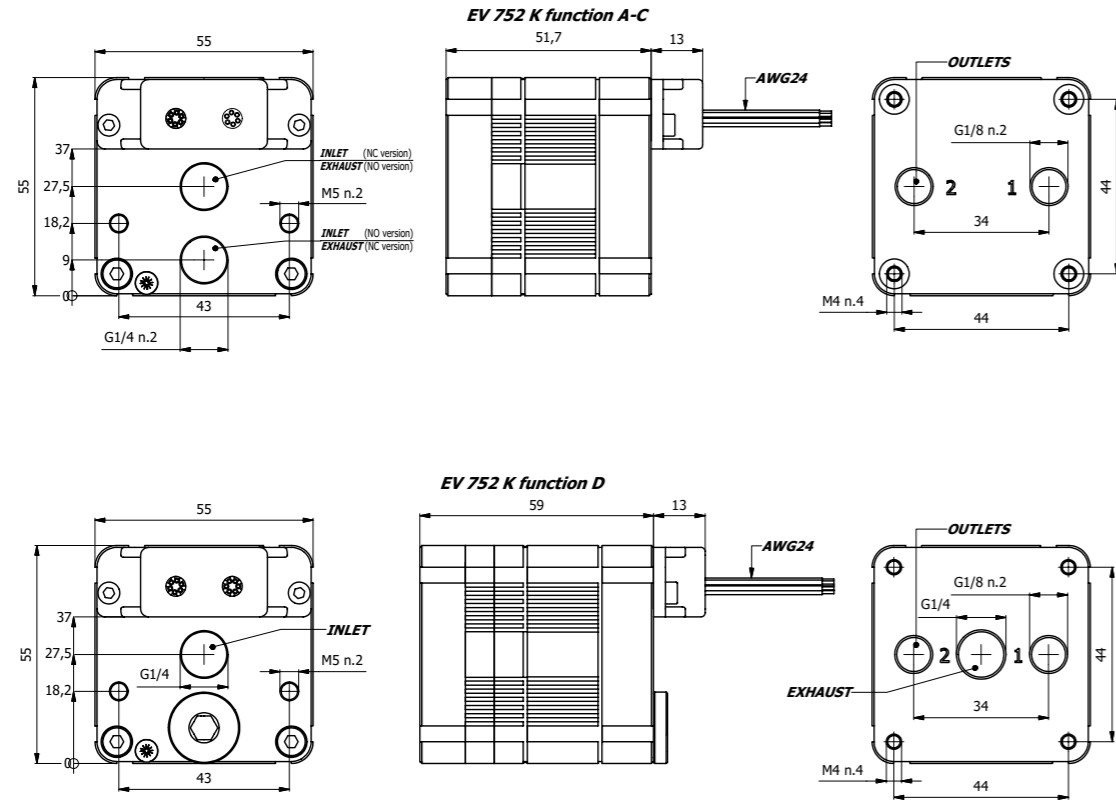 EV 752 K function A-C
55
51,7
13
AWG24
OUTLETS
G1/8 n.2
37
INLET (NC version)
EXHAUST (NO version)
27,5
M5 n.2
55
2
1
44
18,2
34
INLET (NO version)
EXHAUST (NC version)
9
0
43
M4 n.4
44
G1/4 n.2
EV 752 K function D
55
59
13
AWG24
OUTLETS
G1/8 n.2
G1/4
37
INLET
27,5
M5 n.2
55
G1/4
2
1
44
18,2
EXHAUST
34
0
43
M4 n.4
44